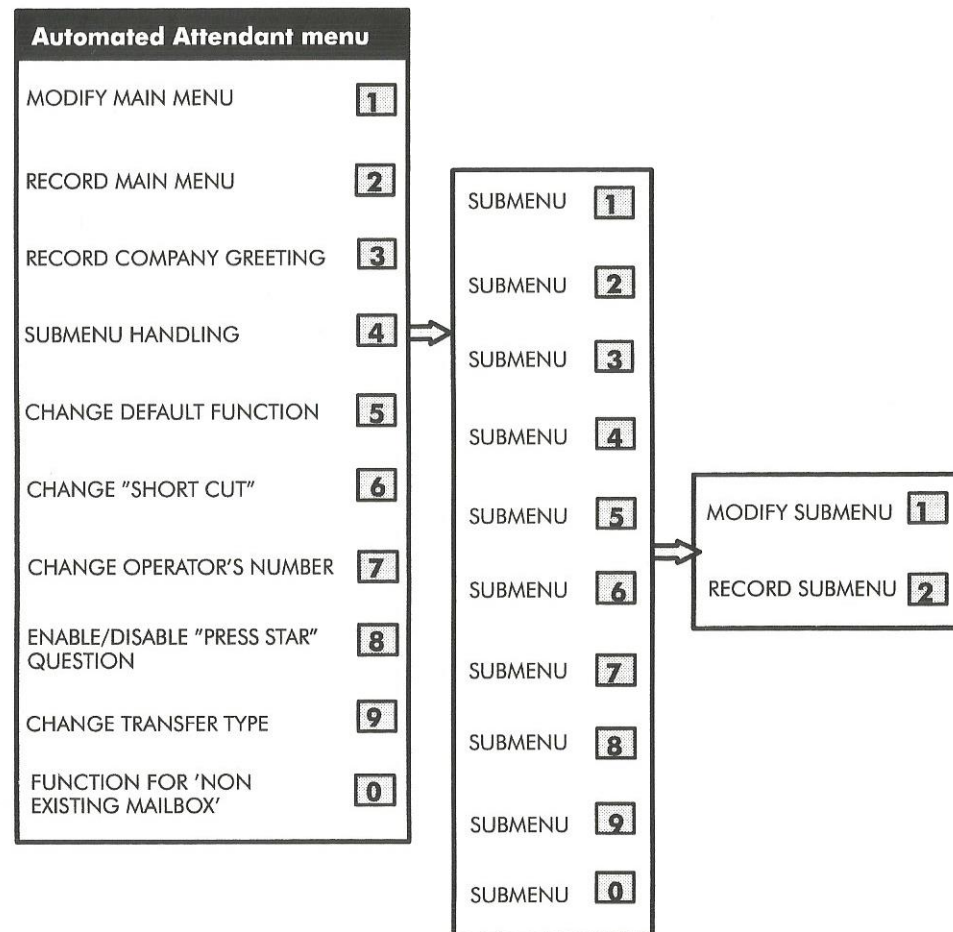 Automated Attendant menu
MODIFY MAIN MENU 1
RECORD MAIN MENU 2
RECORD COMPANY GREETING 3
SUBMENU HANDLING 4
CHANGE DEFAULT FUNCTION 5
CHANGE "SHORT CUT" 6
CHANGE OPERATOR'S NUMBER 7
ENABLE/DISABLE "PRESS STAR" 8
QUESTION
CHANGE TRANSFER TYPE 9
FUNCTION FOR 'NON 0
EXISTING MAILBOX'
SUBMENU 1
SUBMENU 2
SUBMENU 3
SUBMENU 4
SUBMENU 5
SUBMENU 6
SUBMENU 7
SUBMENU 8
SUBMENU 9
SUBMENU 0
MODIFY SUBMENU 1
RECORD SUBMENU 2